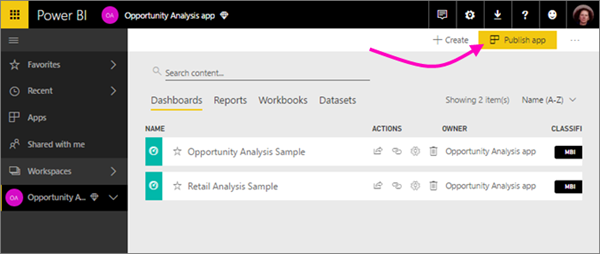 Power BI OA Opportunity Analysis app ?
+ Create Publish app ...
Favorites
Search content...
Recent
Dashboards Reports Workbooks Datasets Showing 2 item(s) Name (A-Z)
Apps
NAME ACTIONS OWNER CLASSIFI
Shared with me
Opportunity Analysis Sample Opportunity Analysis app MBI
Workspaces
Retail Analysis Sample Opportunity Analysis app MBI
OA Opportunity A...